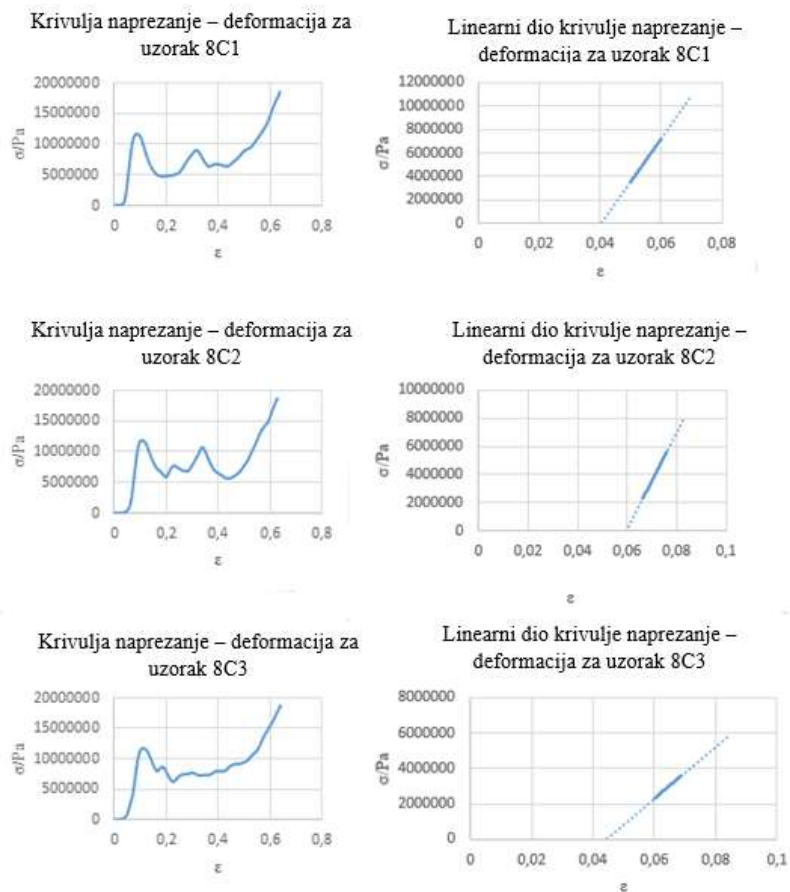 Krivulja naprezanje – deformacija za
uzorak 8C1
20000000
15000000
10000000
5000000
0
σ/Pa
0 0,2 0,4 0,6 0,8
ε
Linearni dio krivulje naprezanje –
deformacija za uzorak 8C1
12000000
10000000
8000000
6000000
4000000
2000000
0
σ/Pa
0 0,02 0,04 0,06 0,08
ε
Krivulja naprezanje – deformacija za
uzorak 8C2
20000000
15000000
10000000
5000000
0
σ/Pa
0 0,2 0,4 0,6 0,8
ε
Linearni dio krivulje naprezanje –
deformacija za uzorak 8C2
10000000
8000000
6000000
4000000
2000000
0
σ/Pa
0 0,02 0,04 0,06 0,08 0,1
ε
Krivulja naprezanje – deformacija za
uzorak 8C3
20000000
15000000
10000000
5000000
0
σ/Pa
0 0,2 0,4 0,6 0,8
ε
Linearni dio krivulje naprezanje –
deformacija za uzorak 8C3
8000000
6000000
4000000
2000000
0
σ/Pa
0 0,02 0,04 0,06 0,08 0,1
ε